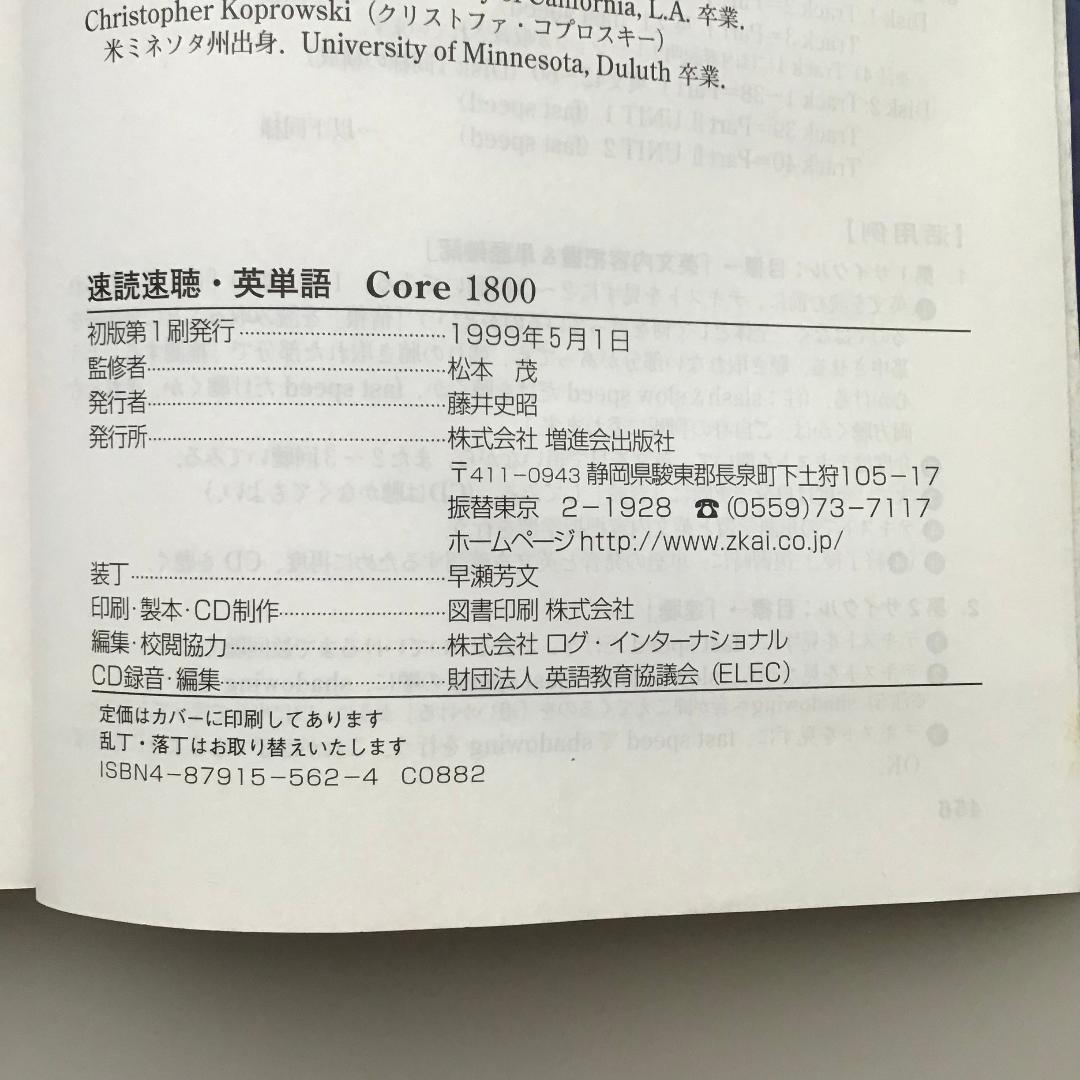 California, L.A. 卒業.
Christopher Koprowski (クリストファ・コプロスキー)
米ミネソタ州出身. University of Minnesota, Duluth 卒業.
速読速聴・英単語 Core 1800
初版第1刷発行 1999年5月1日
監修者 松本 茂
発行者 藤井史昭
発行所 株式会社 増進会出版社
〒411-0943 静岡県駿東郡長泉町下土狩105-17
振替東京 2-1928 ☎(0559)73-7117
ホームページhttp://www.zkai.co.jp/
装丁 早瀬芳文
印刷・製本・CD制作 図書印刷 株式会社
編集・校閲協力 株式会社 ログ・インターナショナル
CD録音・編集 財団法人 英語教育協議会 (ELEC)
定価はカバーに印刷してあります
乱丁・落丁はお取り替えいたします
ISBN4-87915-562-4 C0882